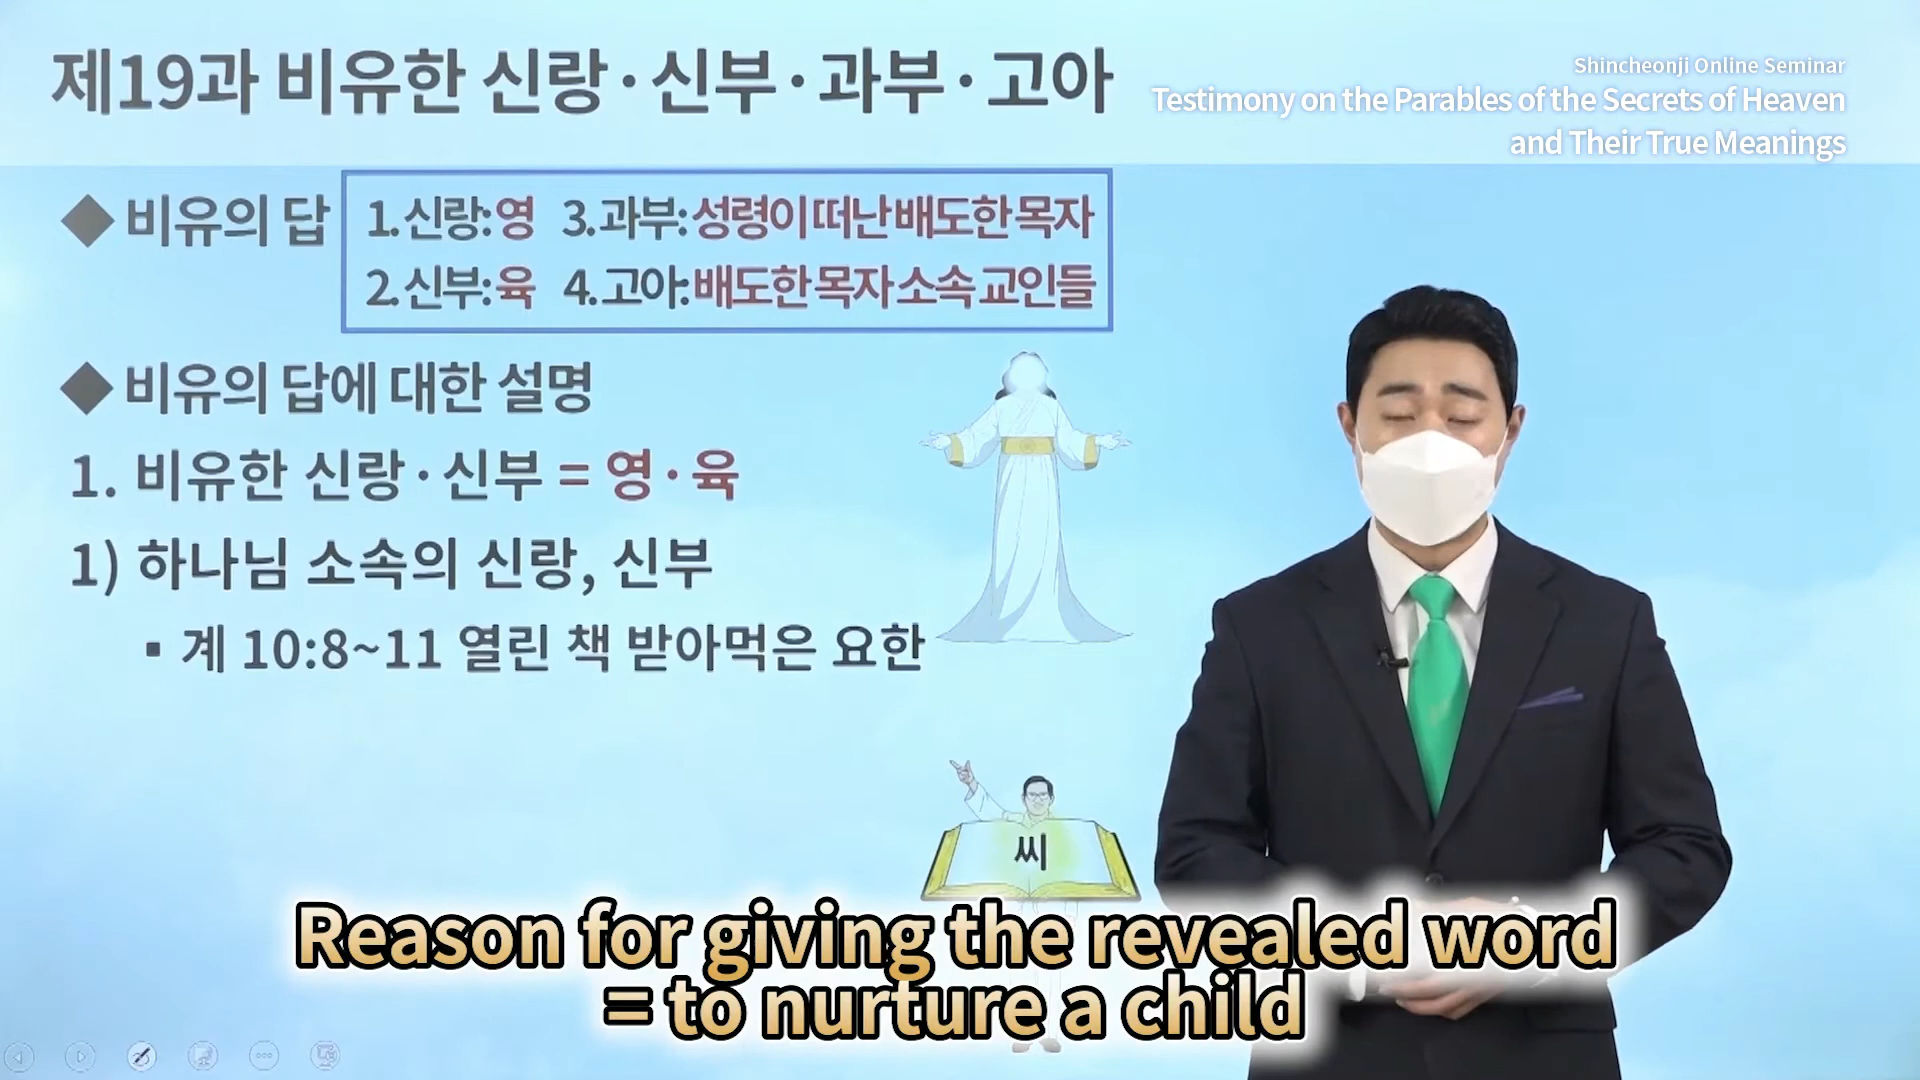 제19과 비유한 신랑·신부·과부·고아
Shincheonji Online Seminar
Testimony on the Parables of the Secrets of Heaven
and Their True Meanings
◆ 비유의 답
1. 신랑: 영 3. 과부: 성령이 떠난 배도한 목자
2. 신부: 육 4. 고아: 배도한 목자 소속 교인들
◆ 비유의 답에 대한 설명
1. 비유한 신랑·신부 = 영·육
1) 하나님 소속의 신랑, 신부
▪ 계 10:8~11 열린 책 받아먹은 요한
씨
Reason for giving the revealed word
= to nurture a child